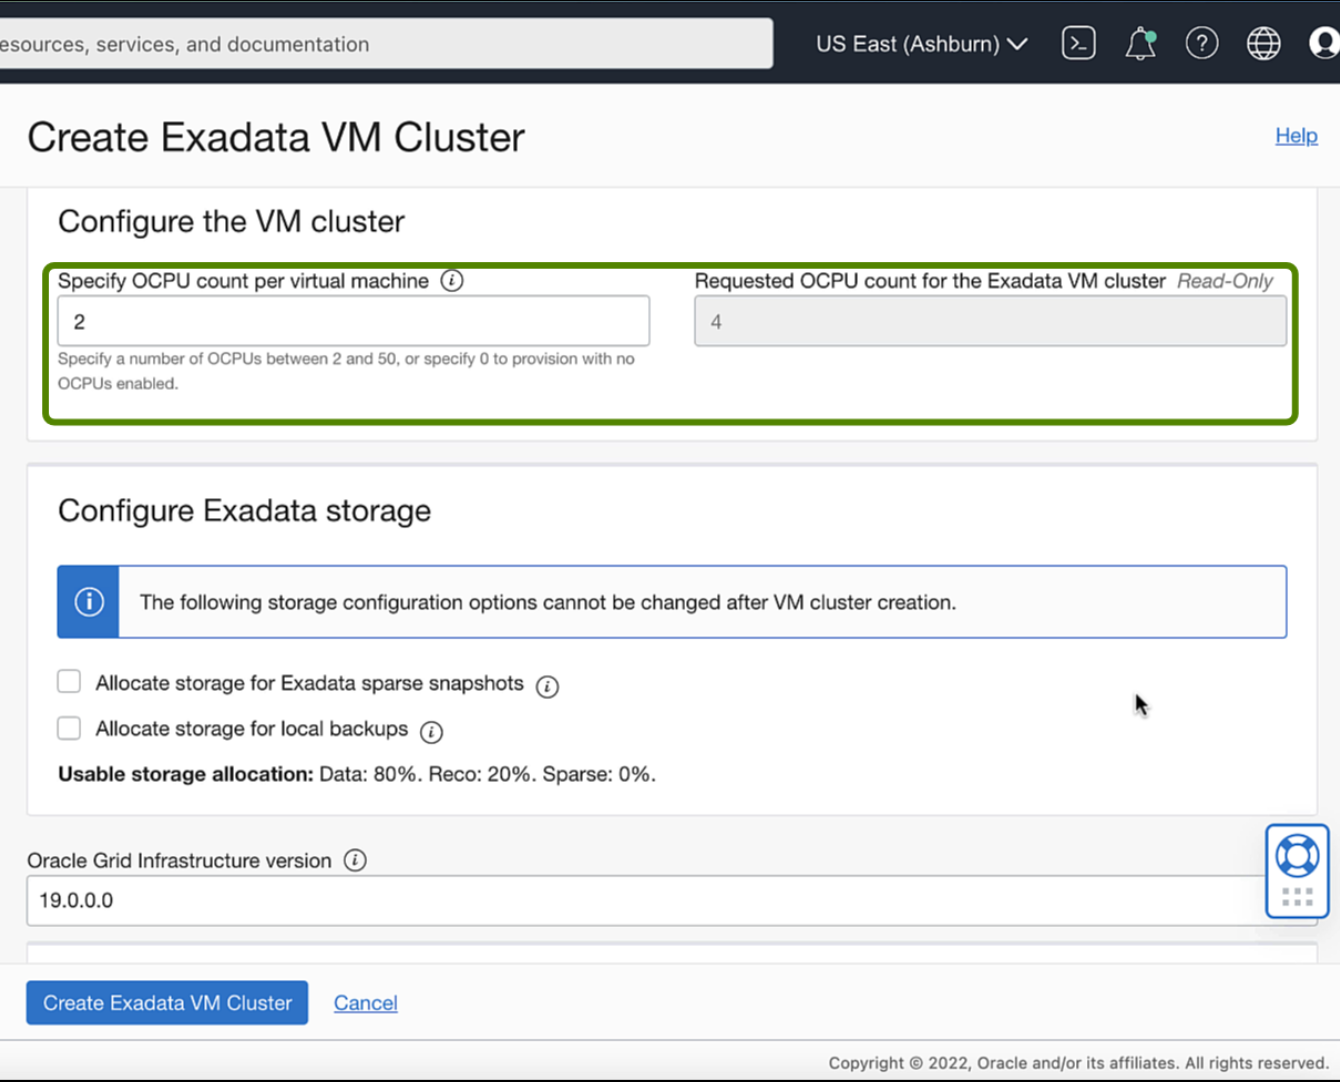 esources, services, and documentation
US East (Ashburn)
Create Exadata VM Cluster
Help
Configure the VM cluster
Specify OCPU count per virtual machine
Requested OCPU count for the Exadata VM cluster Read-Only
2
4
Specify a number of OCPUs between 2 and 50, or specify 0 to provision with no
OCPUs enabled.
Configure Exadata storage
The following storage configuration options cannot be changed after VM cluster creation.
Allocate storage for Exadata sparse snapshots
Allocate storage for local backups
Usable storage allocation: Data: 80%. Reco: 20%. Sparse: 0%.
Oracle Grid Infrastructure version
19.0.0.0
Create Exadata VM Cluster
Cancel
Copyright © 2022, Oracle and/or its affiliates. All rights reserved.